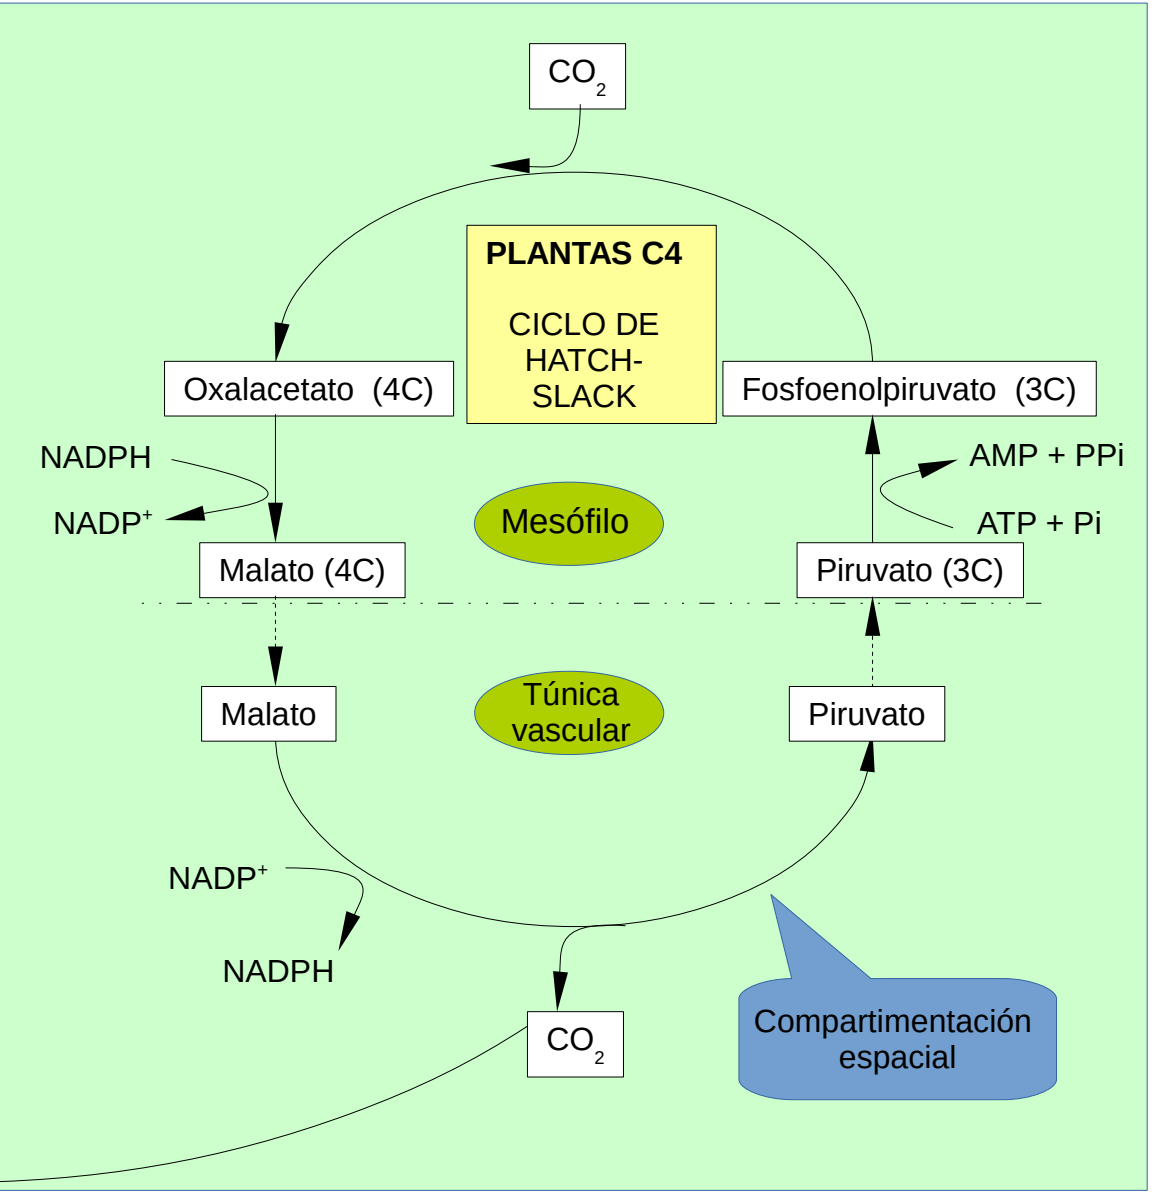 CO₂
PLANTAS C4
CICLO DE
HATCH-
SLACK
Oxalacetato (4C)
Fosfoenolpiruvato (3C)
NADPH
AMP + PPi
NADP⁺
Mesófilo
ATP + Pi
Malato (4C)
Piruvato (3C)
Malato
Túnica
vascular
Piruvato
NADP⁺
NADPH
Compartimentación
espacial
CO₂